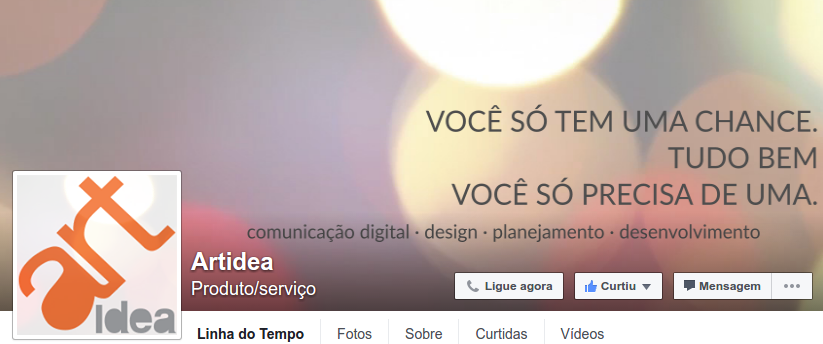 VOCÊ SÓ TEM UMA CHANCE.
TUDO BEM
VOCÊ SÓ PRECISA DE UMA.
comunicação digital · design · planejamento · desenvolvimento
art
Idea
Artidea
Produto/serviço
Ligue agora
Curtiu
Mensagem
Linha do Tempo
Fotos
Sobre
Curtidas
Vídeos